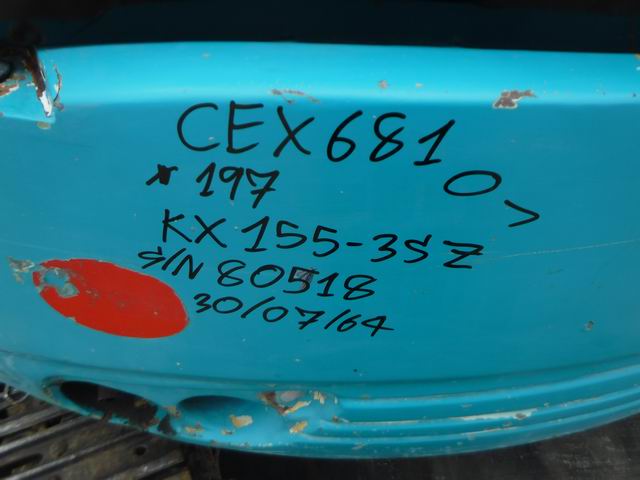 CEX681
* 197
O>
KX 155-3SZ
S/N 80518
30/07/64